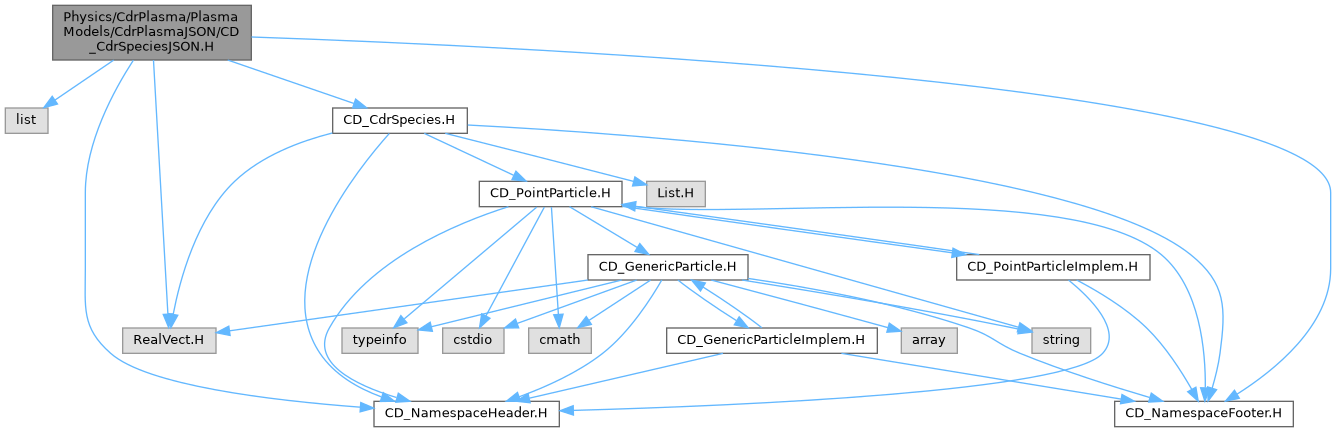 Physics/CdrPlasma/Plasma
Models/CdrPlasmaJSON/CD
_CdrSpeciesJSON.H
list
CD_CdrSpecies.H
CD_PointParticle.H
List.H
CD_GenericParticle.H
CD_PointParticleImplem.H
RealVect.H
typeinfo
cstdio
cmath
CD_GenericParticleImplem.H
array
string
CD_NamespaceHeader.H
CD_NamespaceFooter.H